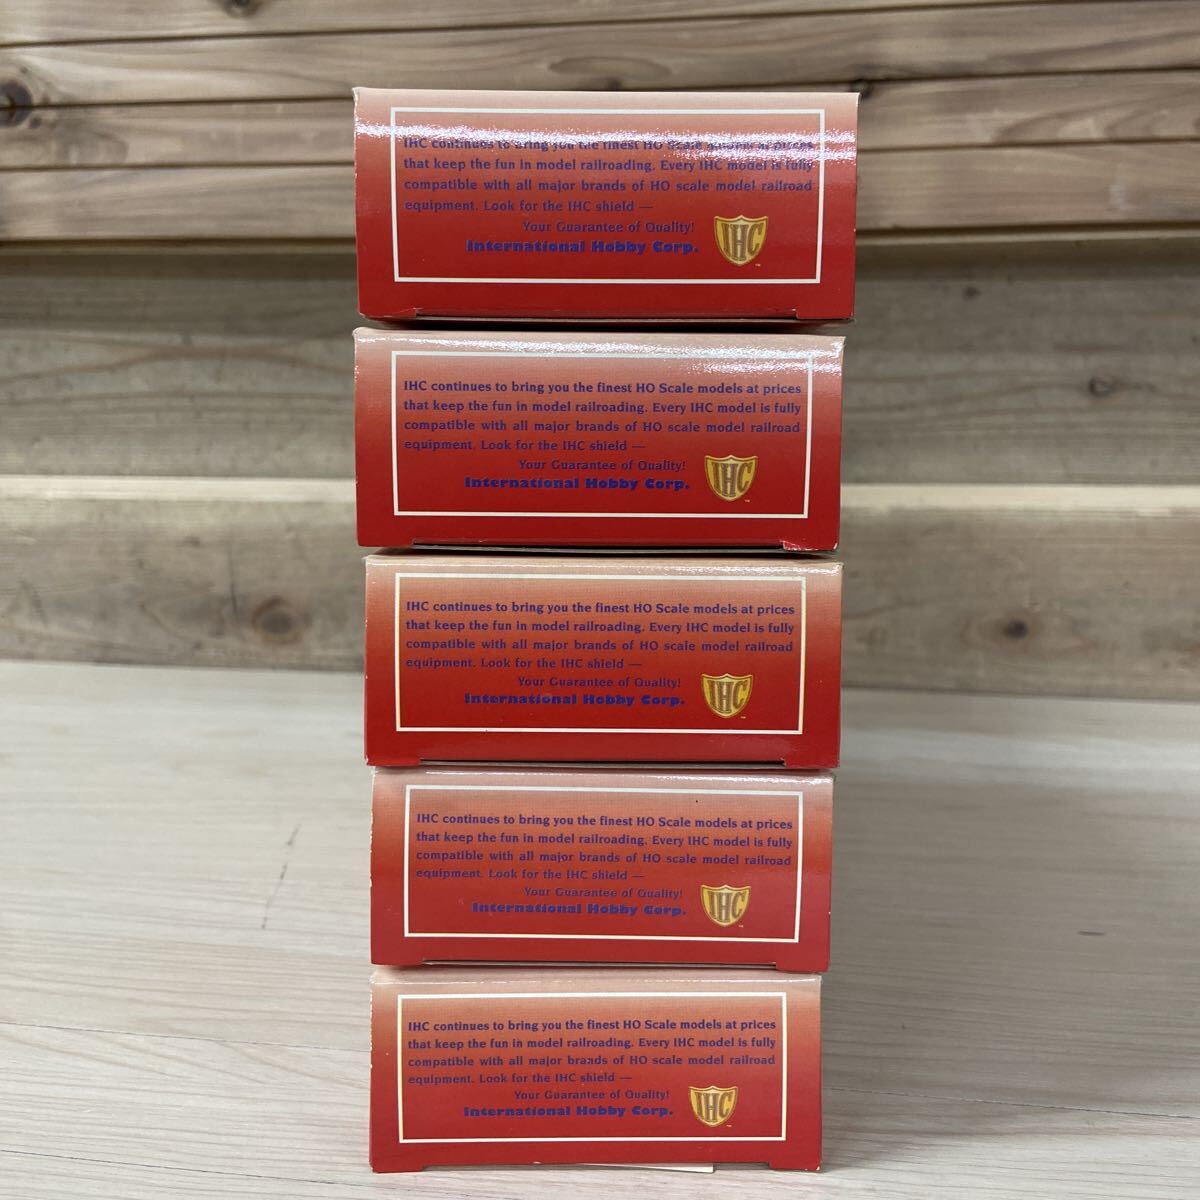 IHC continues to bring you the finest HO Scale models at prices
that keep the fun in model railroading. Every IHC model is fully
compatible with all major brands of HO scale model railroad
equipment. Look for the IHC shield —
Your Guarantee of Quality!
International Hobby Corp.
IHC
™
IHC continues to bring you the finest HO Scale models at prices
that keep the fun in model railroading. Every IHC model is fully
compatible with all major brands of HO scale model railroad
equipment. Look for the IHC shield —
Your Guarantee of Quality!
International Hobby Corp.
IHC
™
IHC continues to bring you the finest HO Scale models at prices
that keep the fun in model railroading. Every IHC model is fully
compatible with all major brands of HO scale model railroad
equipment. Look for the IHC shield —
Your Guarantee of Quality!
International Hobby Corp.
IHC
™
IHC continues to bring you the finest HO Scale models at prices
that keep the fun in model railroading. Every IHC model is fully
compatible with all major brands of HO scale model railroad
equipment. Look for the IHC shield —
Your Guarantee of Quality!
International Hobby Corp.
IHC
™
IHC continues to bring you the finest HO Scale models at prices
that keep the fun in model railroading. Every IHC model is fully
compatible with all major brands of HO scale model railroad
equipment. Look for the IHC shield —
Your Guarantee of Quality!
International Hobby Corp.
IHC
™